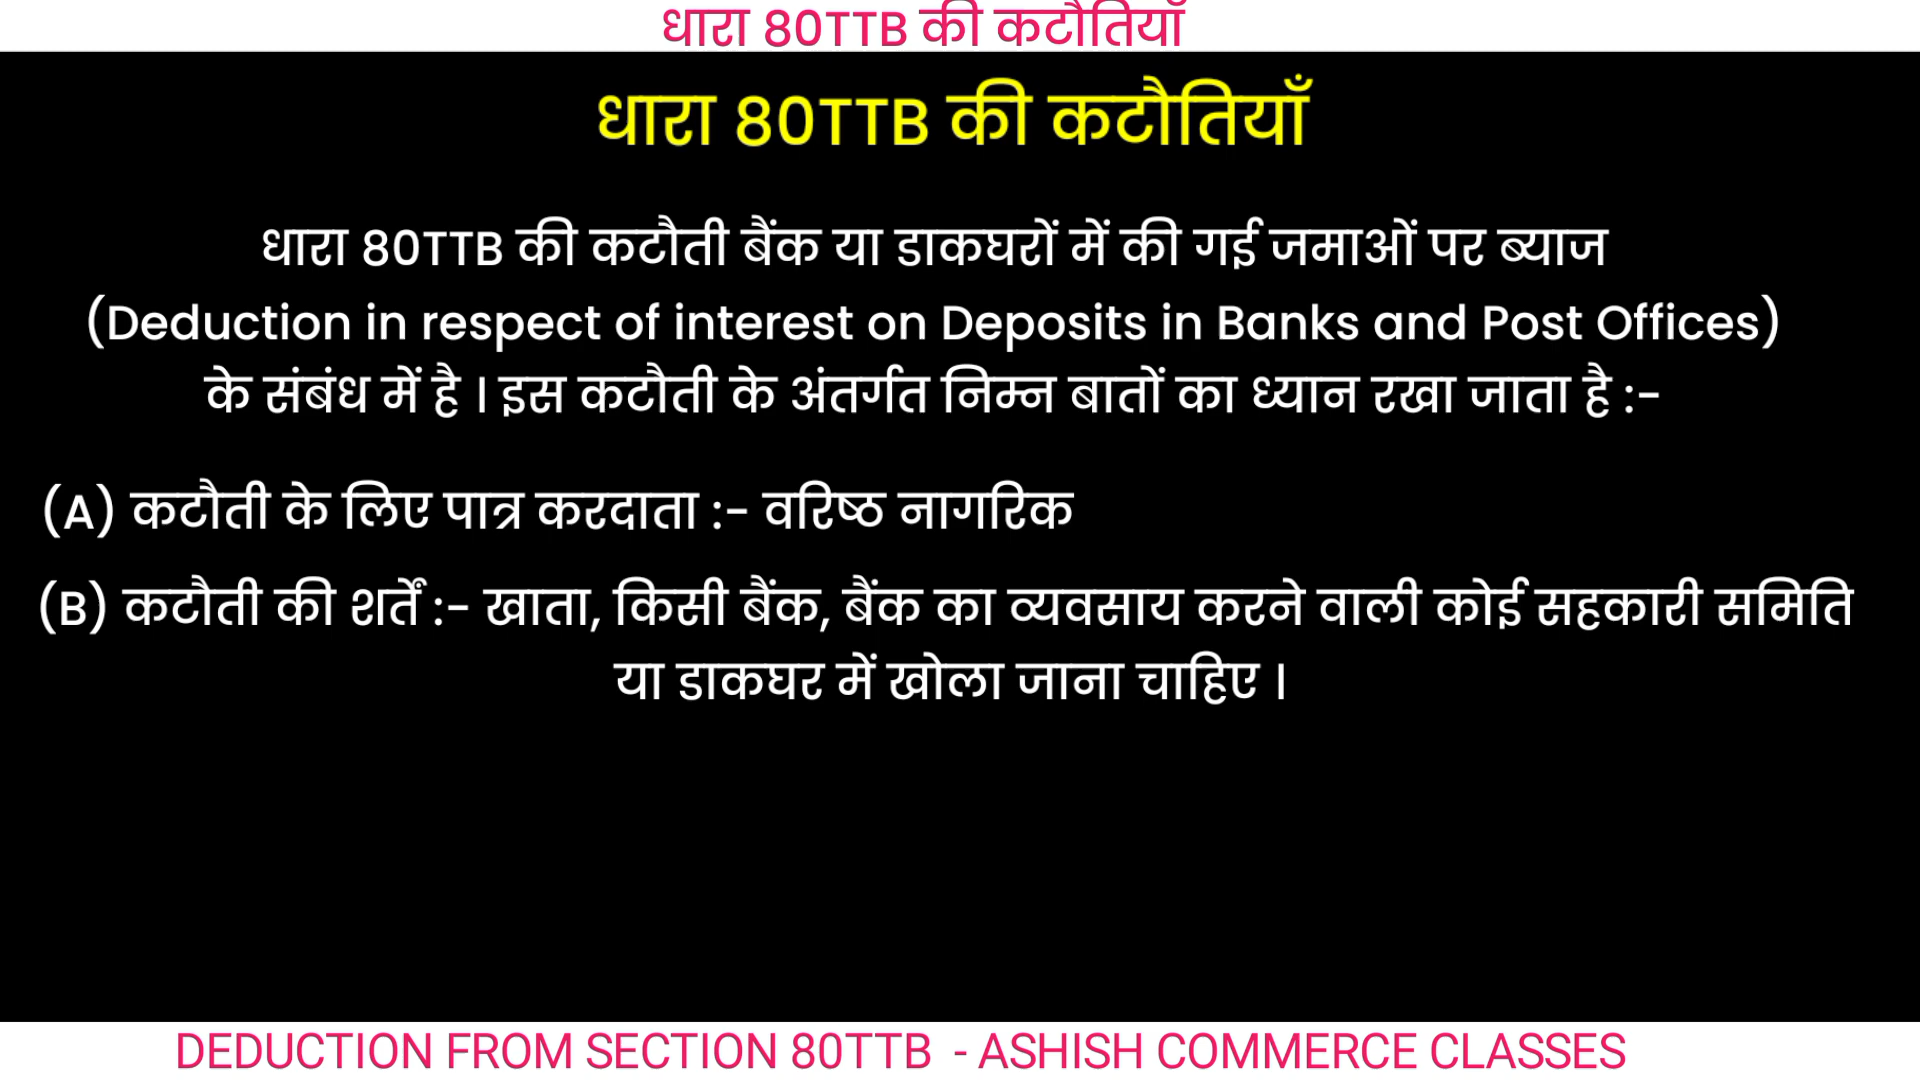 धारा 80TTB की कटौतियाँ
धारा 80TTB की कटौतियाँ
धारा 80TTB की कटौती बैंक या डाकघरों में की गई जमाओं पर ब्याज
(Deduction in respect of interest on Deposits in Banks and Post Offices)
के संबंध में है । इस कटौती के अंतर्गत निम्न बातों का ध्यान रखा जाता है :-
(A) कटौती के लिए पात्र करदाता :- वरिष्ठ नागरिक
(B) कटौती की शर्तें :- खाता, किसी बैंक, बैंक का व्यवसाय करने वाली कोई सहकारी समिति
या डाकघर में खोला जाना चाहिए ।
DEDUCTION FROM SECTION 80TTB - ASHISH COMMERCE CLASSES